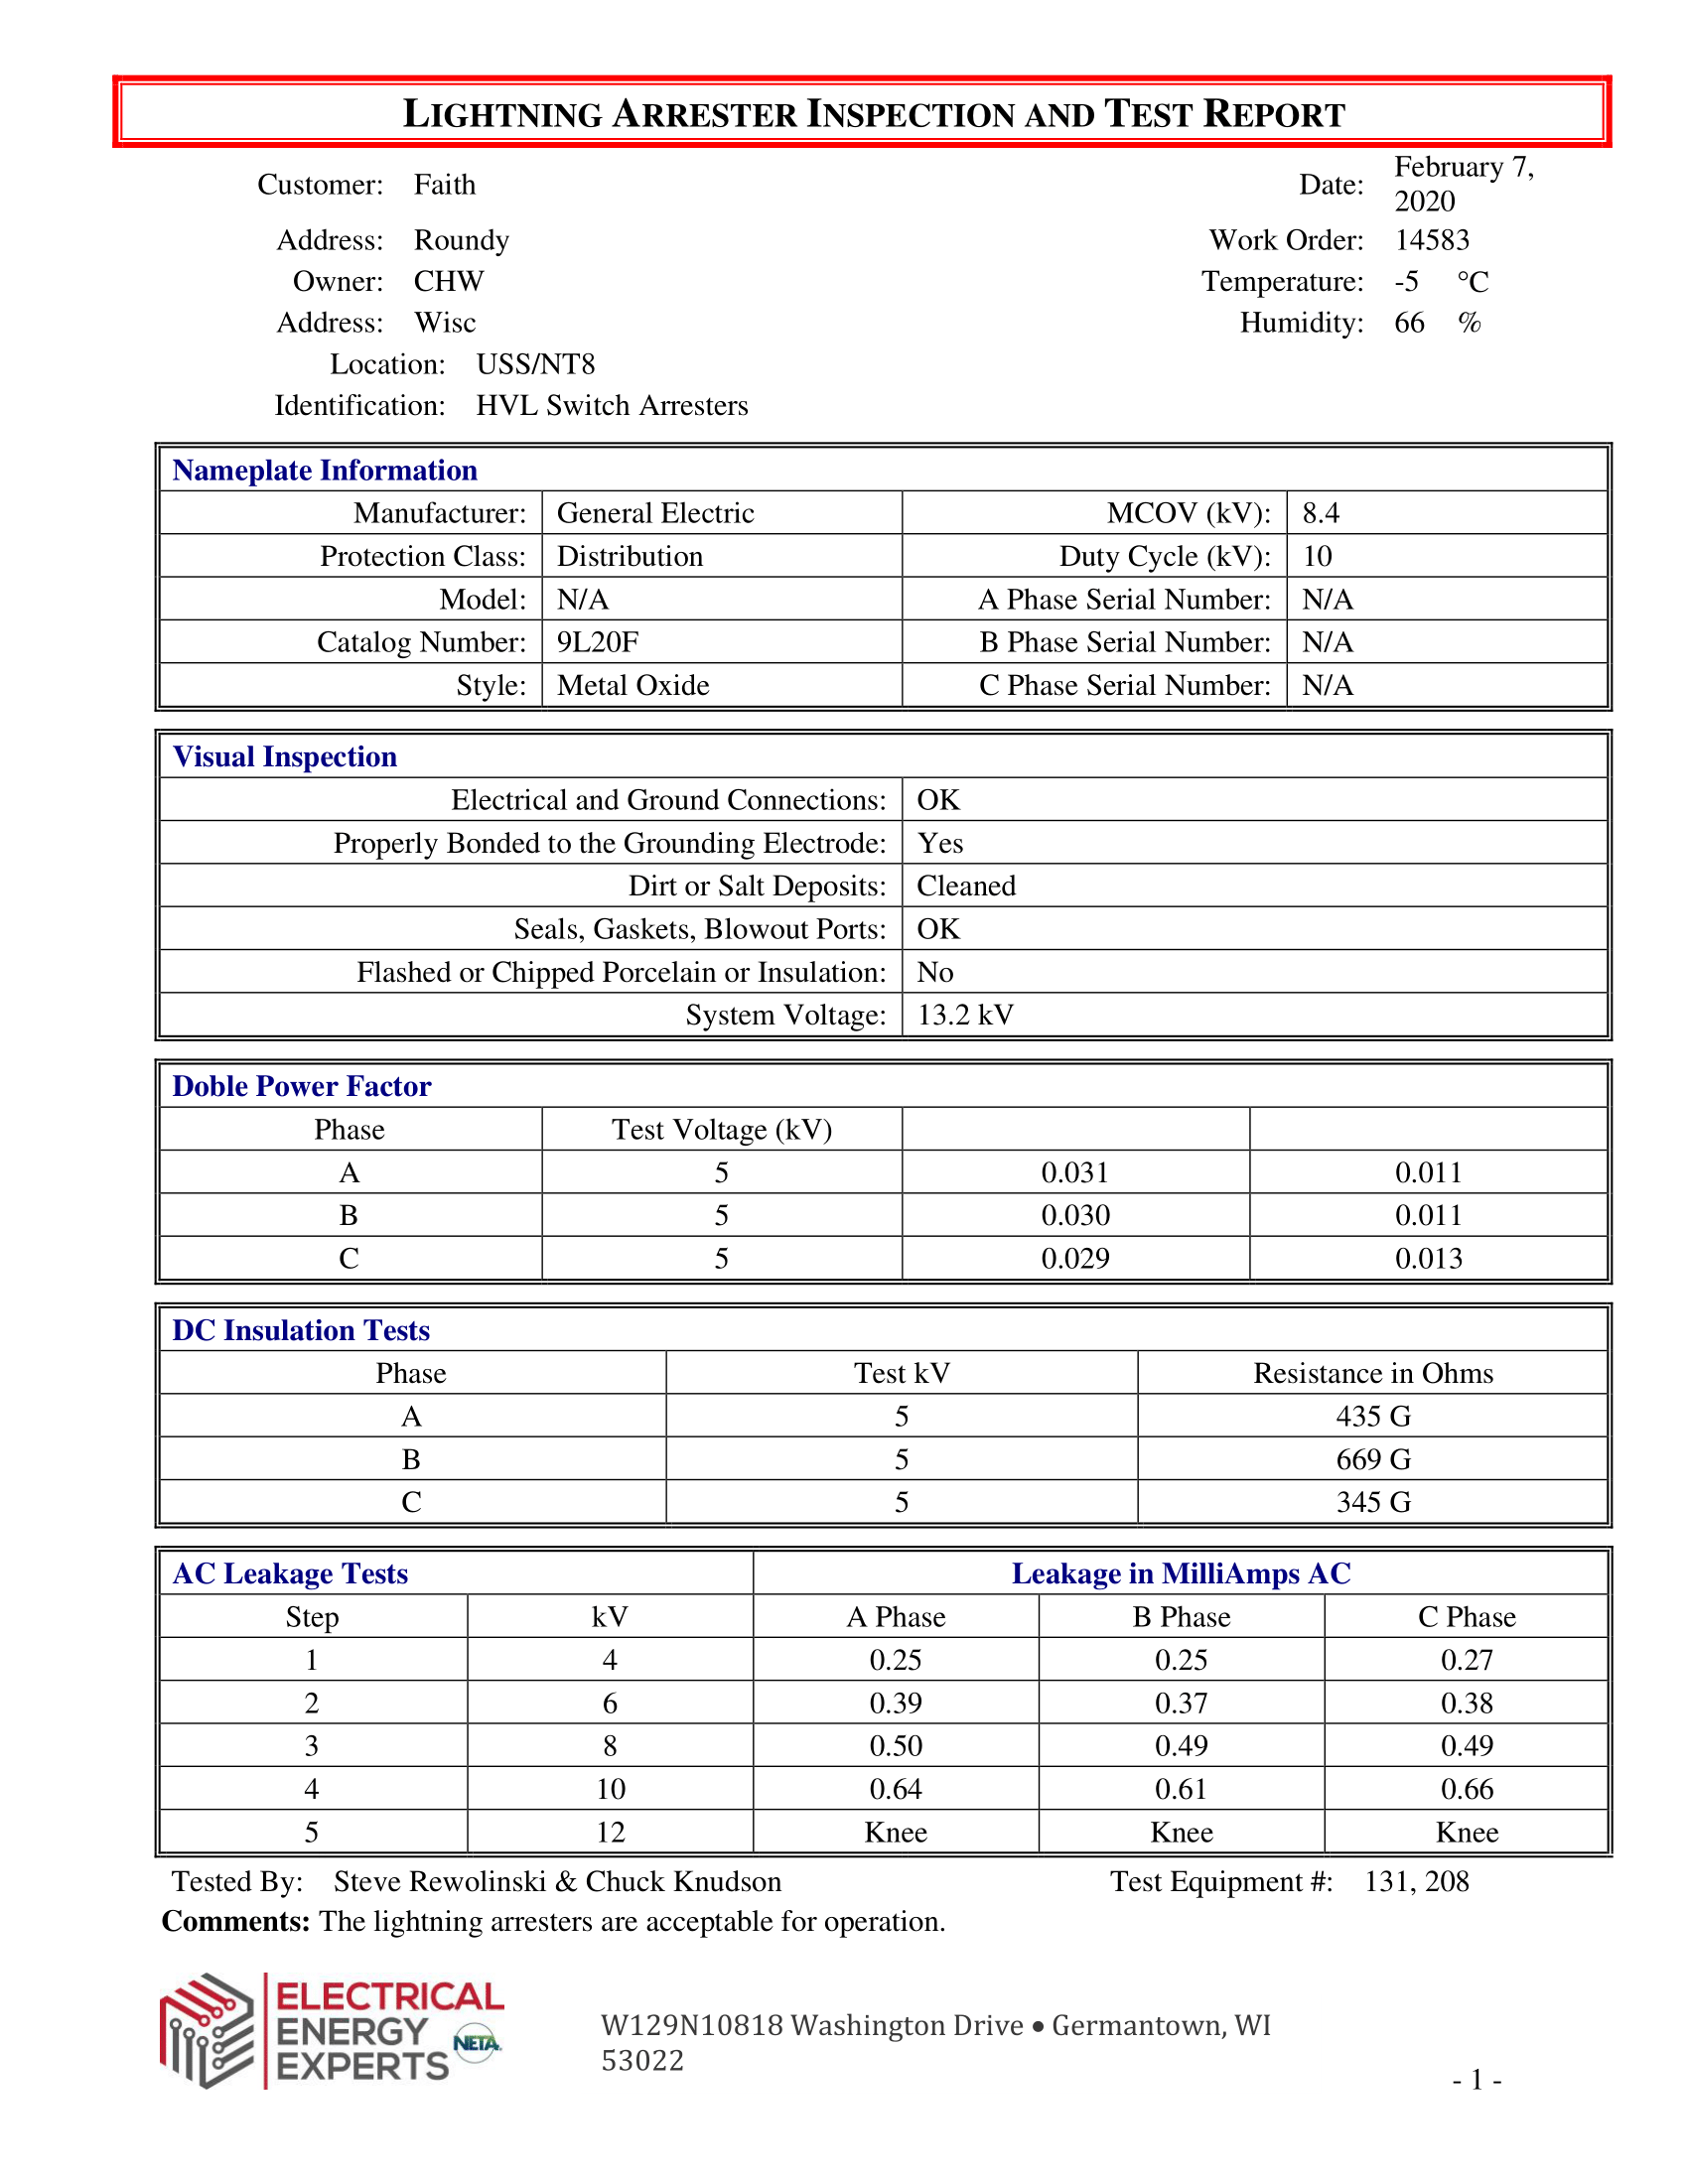 LIGHTNING ARRESTER INSPECTION AND TEST REPORT
Customer: Faith Date: February 7, 2020
Address: Roundy Work Order: 14583
Owner: CHW Temperature: -5 °C
Address: Wisc Humidity: 66 %
Location: USS/NT8
Identification: HVL Switch Arresters
Nameplate Information
Manufacturer: General Electric MCOV (kV): 8.4
Protection Class: Distribution Duty Cycle (kV): 10
Model: N/A A Phase Serial Number: N/A
Catalog Number: 9L20F B Phase Serial Number: N/A
Style: Metal Oxide C Phase Serial Number: N/A
Visual Inspection
Electrical and Ground Connections: OK
Properly Bonded to the Grounding Electrode: Yes
Dirt or Salt Deposits: Cleaned
Seals, Gaskets, Blowout Ports: OK
Flashed or Chipped Porcelain or Insulation: No
System Voltage: 13.2 kV
Doble Power Factor
Phase Test Voltage (kV)
A 5 0.031 0.011
B 5 0.030 0.011
C 5 0.029 0.013
DC Insulation Tests
Phase Test kV Resistance in Ohms
A 5 435 G
B 5 669 G
C 5 345 G
AC Leakage Tests Leakage in MilliAmps AC
Step kV A Phase B Phase C Phase
1 4 0.25 0.25 0.27
2 6 0.39 0.37 0.38
3 8 0.50 0.49 0.49
4 10 0.64 0.61 0.66
5 12 Knee Knee Knee
Tested By: Steve Rewolinski & Chuck Knudson Test Equipment #: 131, 208
Comments: The lightning arresters are acceptable for operation.
ELECTRICAL
ENERGY
EXPERTS
NETA
W129N10818 Washington Drive • Germantown, WI
53022
- 1 -